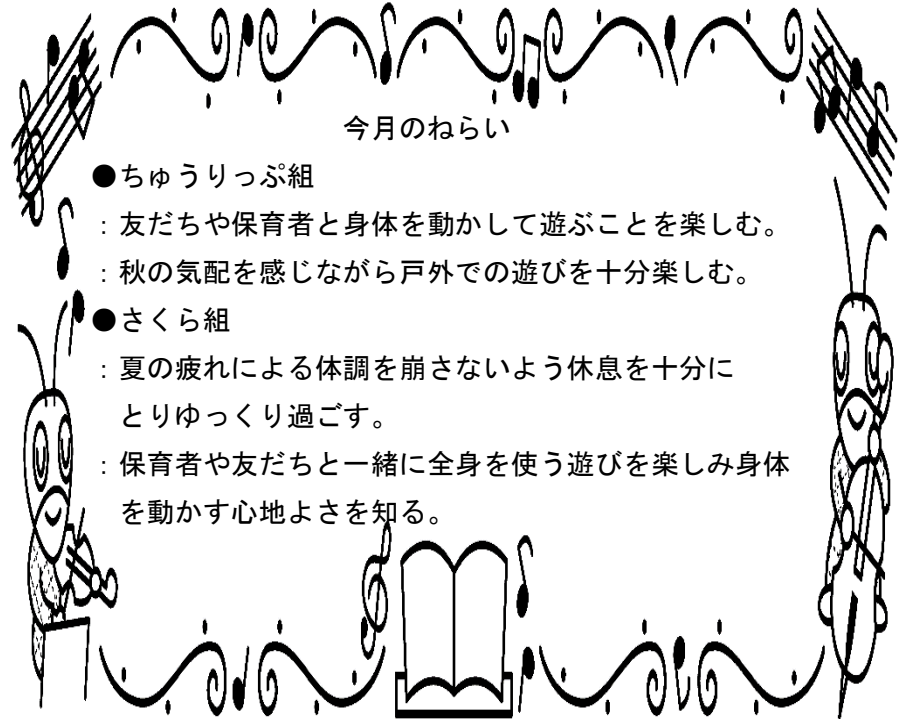 今月のねらい
●ちゅうりっぷ組
：友だちや保育者と身体を動かして遊ぶことを楽しむ。
：秋の気配を感じながら戸外での遊びを十分楽しむ。
●さくら組
：夏の疲れによる体調を崩さないよう休息を十分に
とりゆっくり過ごす。
：保育者や友だちと一緒に全身を使う遊びを楽しみ身体
を動かす心地よさを知る。